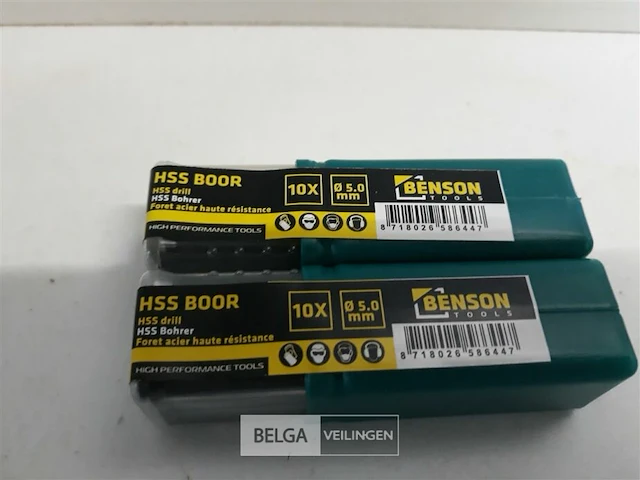 HSS BOOR
HSS drill
HSS Bohrer
Foret acier haute résistance
HIGH PERFORMANCE TOOLS
10X
Ø 5.0
mm
BENSON
TOOLS
8 718026 586447
HSS BOOR
HSS drill
HSS Bohrer
Foret acier haute résistance
HIGH PERFORMANCE TOOLS
10X
Ø 5.0
mm
BENSON
TOOLS
8 718026 586447
BELGA VEILINGEN